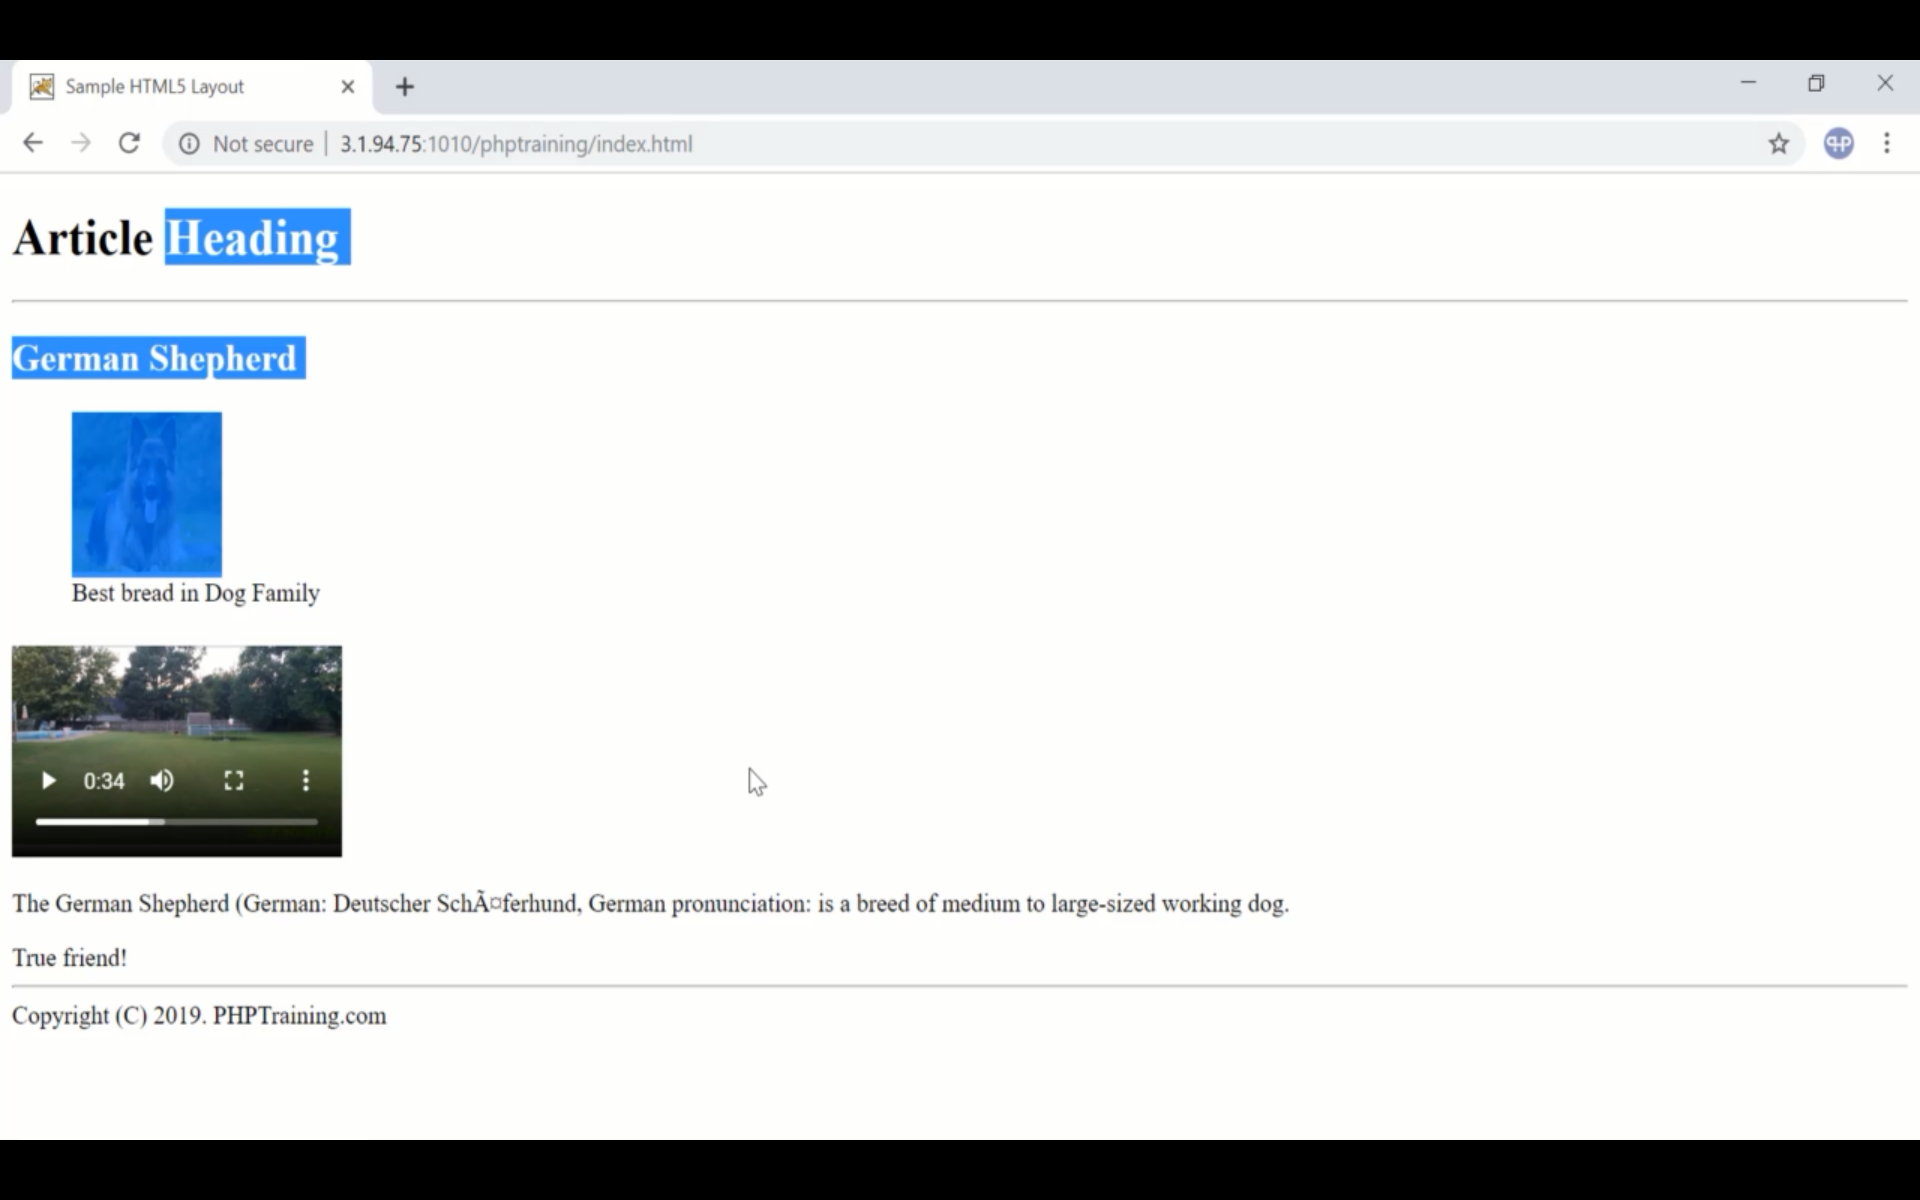 Sample HTML5 Layout
Not secure | 3.1.94.75:1010/phptraining/index.html
Article Heading
German Shepherd
Best bread in Dog Family
0:34
The German Shepherd (German: Deutscher SchÃ¤ferhund, German pronunciation: is a breed of medium to large-sized working dog.
True friend!
Copyright (C) 2019. PHPTraining.com